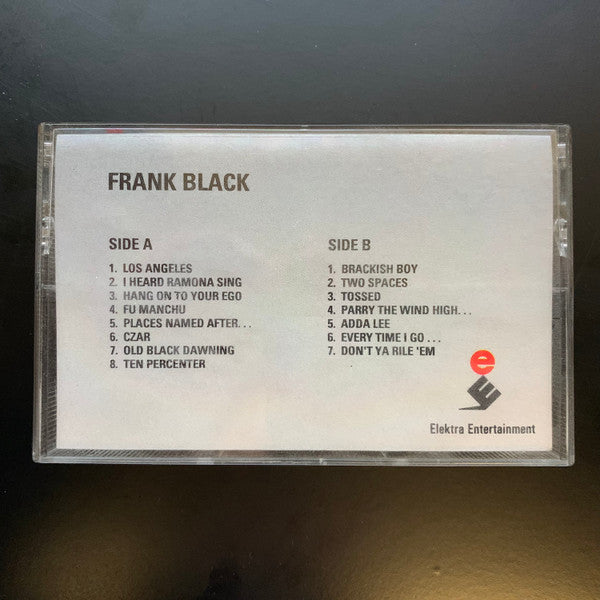 FRANK BLACK
SIDE A
1. LOS ANGELES
2. I HEARD RAMONA SING
3. HANG ON TO YOUR EGO
4. FU MANCHU
5. PLACES NAMED AFTER...
6. CZAR
7. OLD BLACK DAWNING
8. TEN PERCENTER
SIDE B
1. BRACKISH BOY
2. TWO SPACES
3. TOSSED
4. PARRY THE WIND HIGH...
5. ADDA LEE
6. EVERY TIME I GO ...
7. DON'T YA RILE 'EM
e
E
Elektra Entertainment